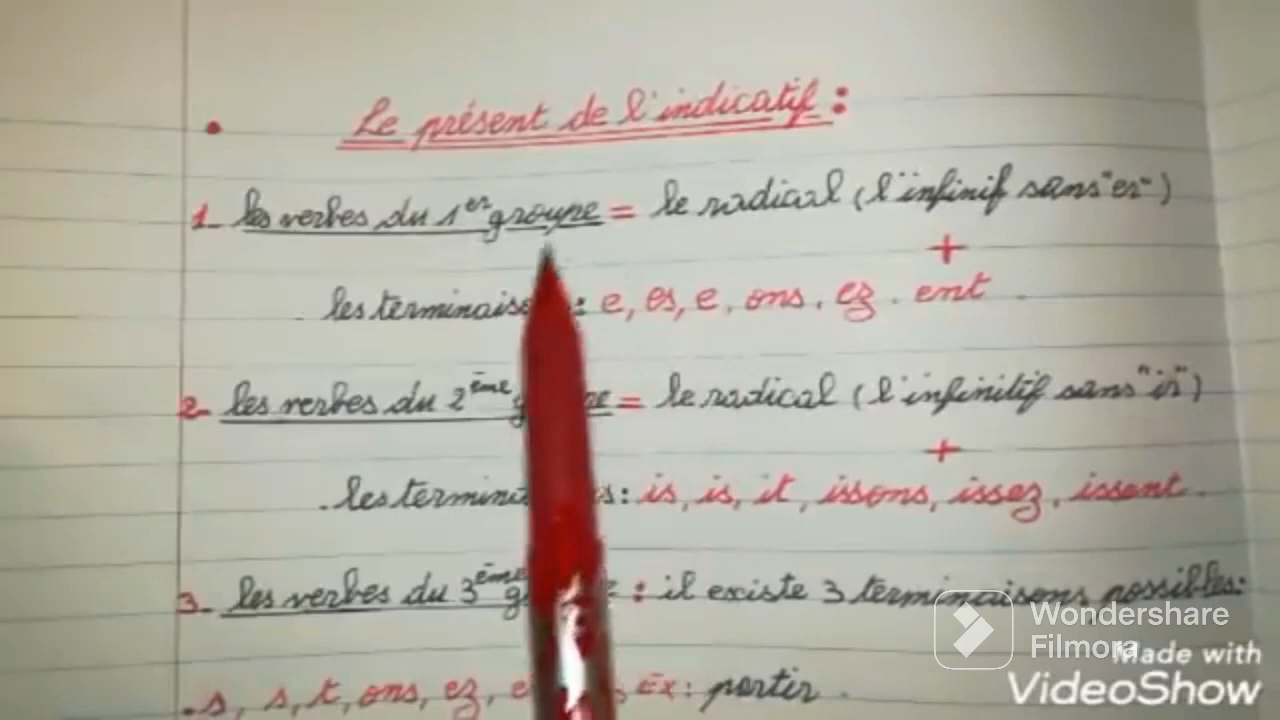 • Le présent de l'indicatif :
1- les verbes du 1er groupe = le radical (l'infinif sans "er")
+
les terminaiso : e, es, e, ons, ez, ent
2- les verbes du 2ème = le radical (l'infinitif sans "ir")
+
. les termin s : is, is, it, issons, issez, issent.
3- les verbes du 3ème : il existe 3 terminaisons possibles:
. s, s, t, ons, ez, Ex: partir.
Wondershare
Filmora
Made with
VideoShow